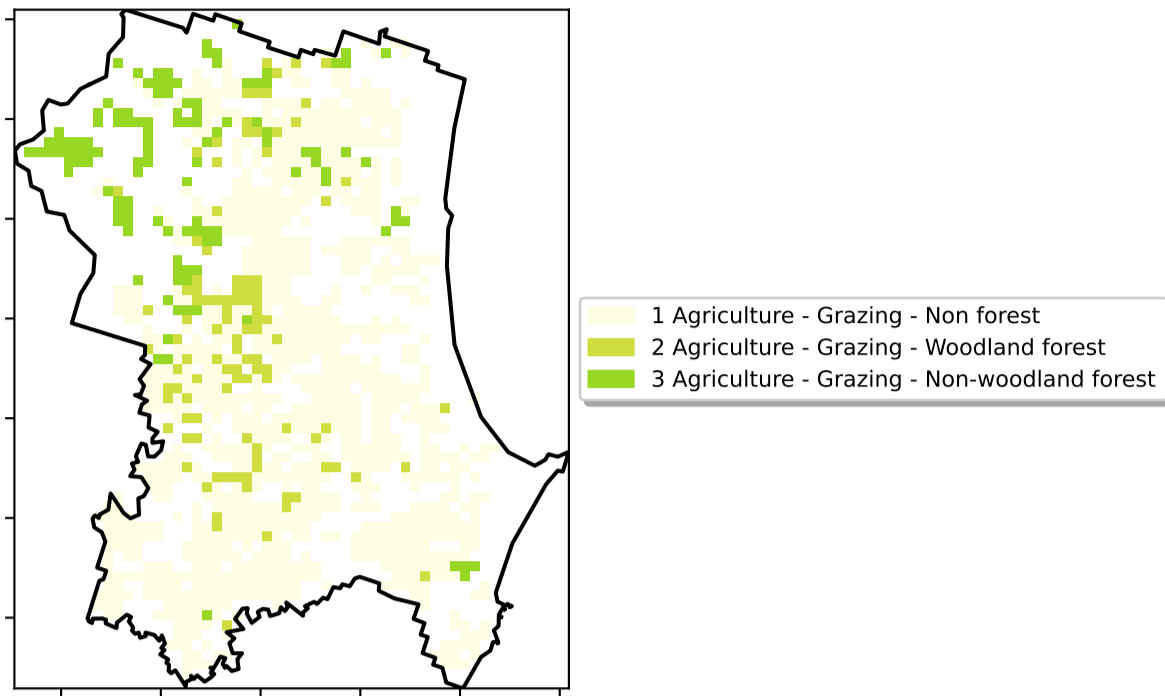 1 Agriculture - Grazing - Non forest
2 Agriculture - Grazing - Woodland forest
3 Agriculture - Grazing - Non-woodland forest